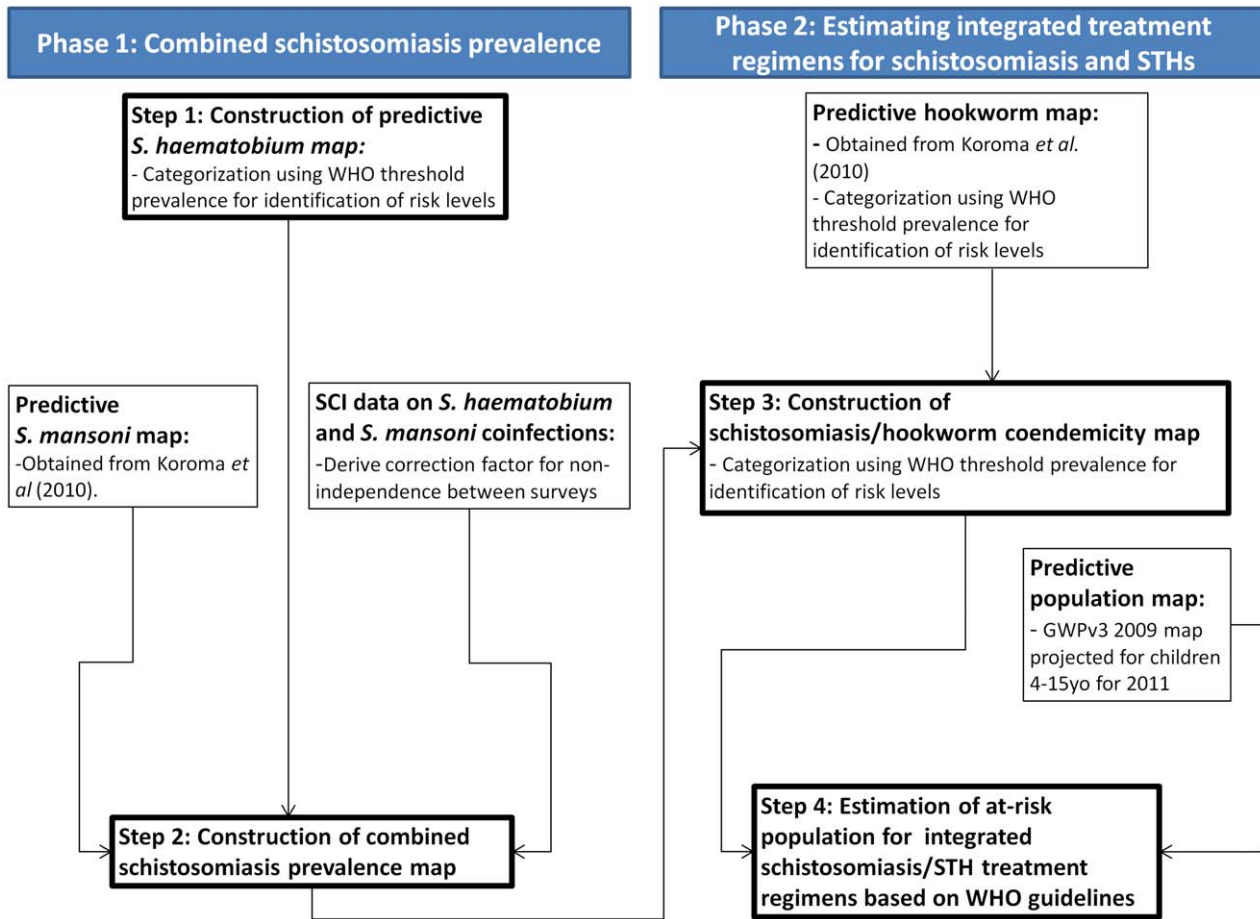 Phase 1: Combined schistosomiasis prevalence
Step 1: Construction of predictive
S. haematobium map:
- Categorization using WHO threshold
prevalence for identification of risk levels
Predictive
S. mansoni map:
-Obtained from Koroma et
al (2010).
SCI data on S. haematobium
and S. mansoni coinfections:
-Derive correction factor for non-
independence between surveys
Step 2: Construction of combined
schistosomiasis prevalence map
Phase 2: Estimating integrated treatment
regimens for schistosomiasis and STHs
Predictive hookworm map:
- Obtained from Koroma et al.
(2010)
- Categorization using WHO
threshold prevalence for
identification of risk levels
Step 3: Construction of
schistosomiasis/hookworm coendemicity map
- Categorization using WHO threshold prevalence for
identification of risk levels
Predictive
population map:
- GWPv3 2009 map
projected for children
4-15yo for 2011
Step 4: Estimation of at-risk
population for integrated
schistosomiasis/STH treatment
regimens based on WHO guidelines